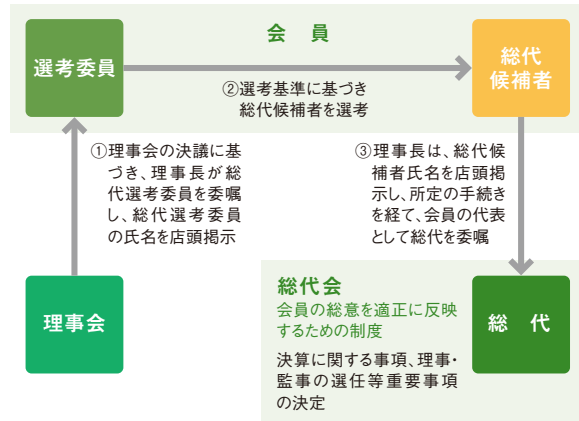 会 員
選考委員
総代
候補者
②選考基準に基づき
総代候補者を選考
①理事会の決議に基
づき、理事長が総
代選考委員を委嘱
し、総代選考委員
の氏名を店頭掲示
③理事長は、総代候
補者氏名を店頭掲
示し、所定の手続き
を経て、会員の代表
として総代を委嘱
理事会
総代会
会員の総意を適正に反映
するための制度
決算に関する事項、理事・
監事の選任等重要事項
の決定
総 代